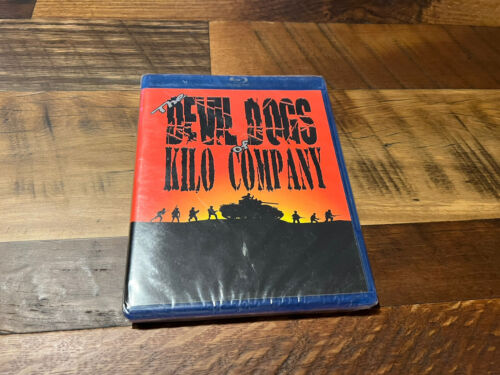 The
DEVIL DOGS
of
KILO COMPANY